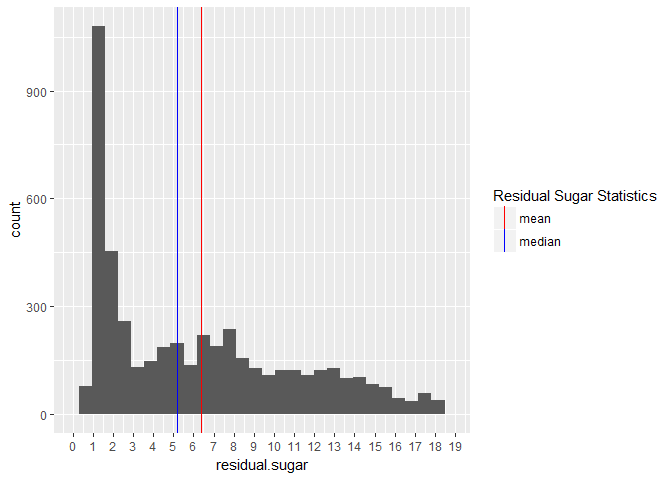 900
600
300
0
count
0 1 2 3 4 5 6 7 8 9 10 11 12 13 14 15 16 17 18 19
residual.sugar
Residual Sugar Statistics
mean
median